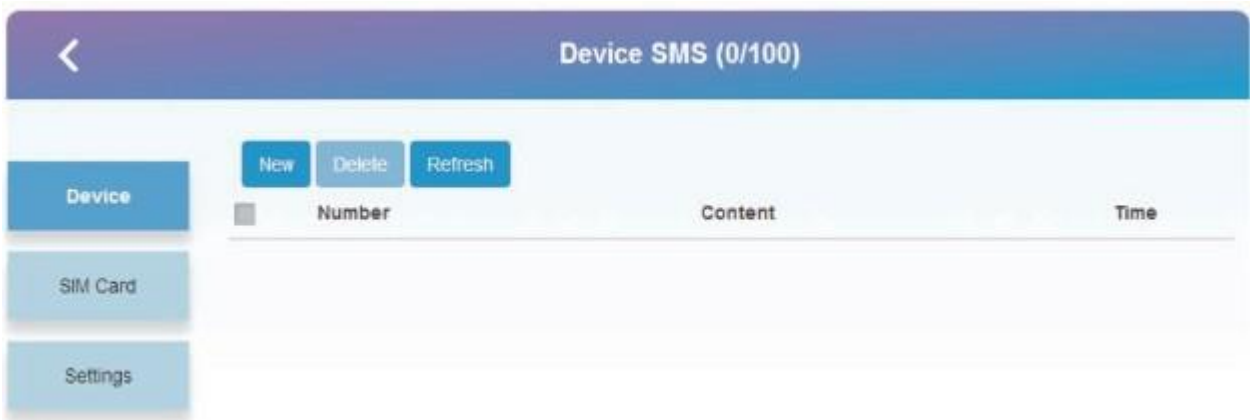 Device SMS (0/100)
New Delete Refresh
Device
Number Content Time
SIM Card
Settings